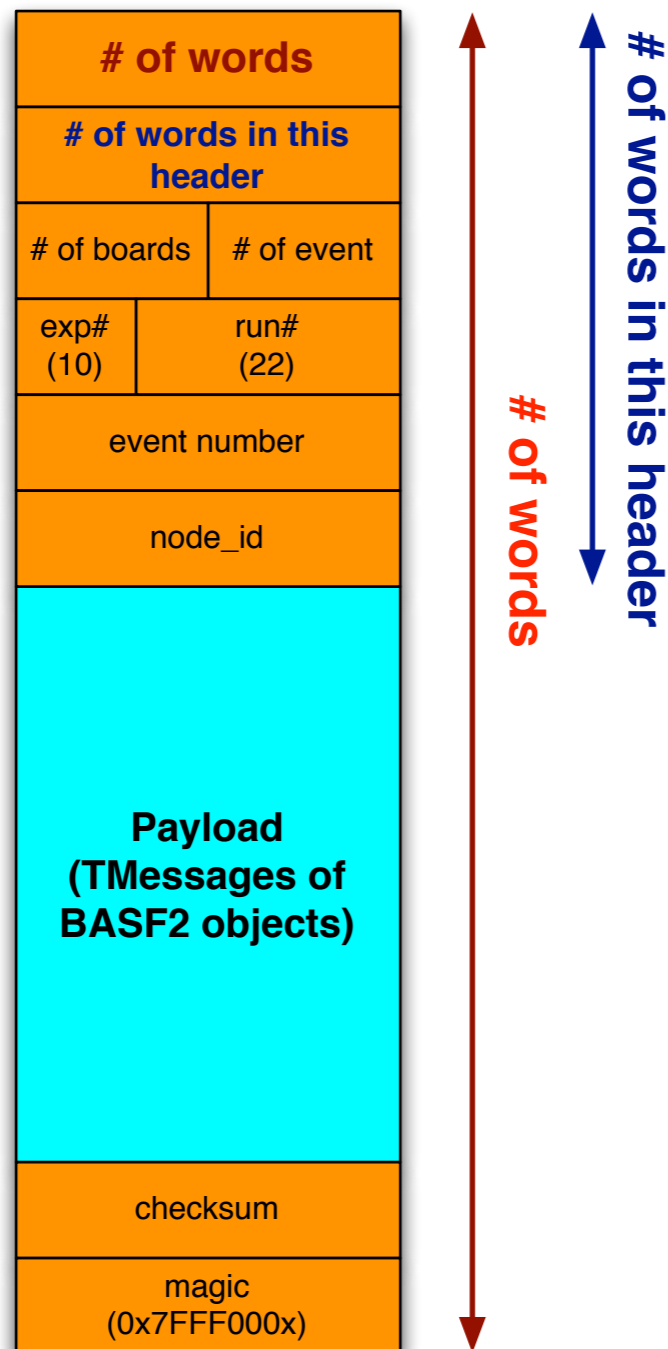 # of words
# of words in this
header
# of boards
# of event
exp#
(10)
run#
(22)
event number
node_id
Payload
(TMessages of
BASF2 objects)
checksum
magic
(0x7FFF000x)
# of words
# of words in this header